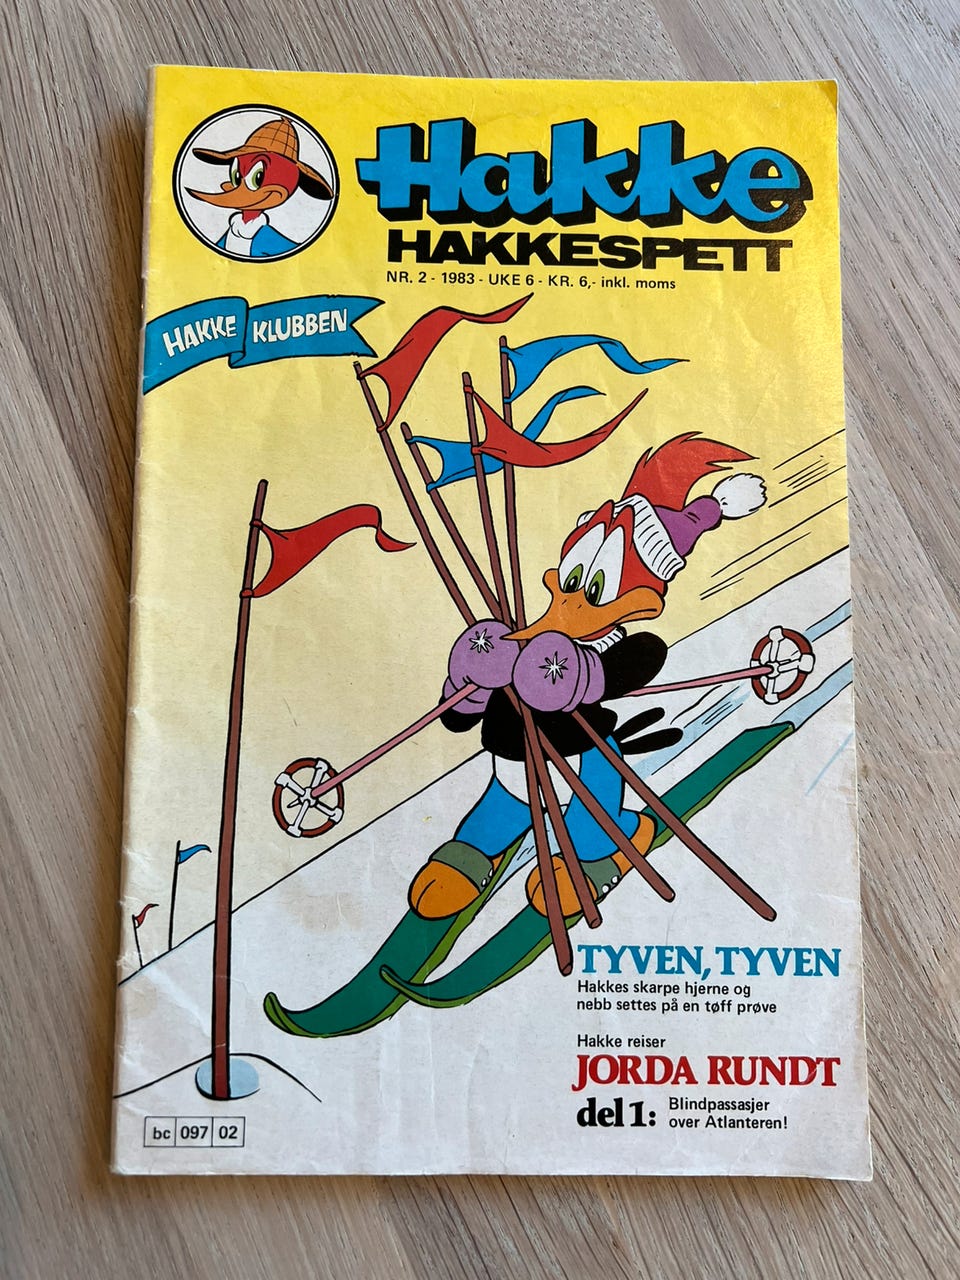 Hakke
HAKKESPETT
NR. 2 - 1983 - UKE 6 - KR. 6,- inkl. moms
HAKKE KLUBBEN
TYVEN, TYVEN
Hakkes skarpe hjerne og
nebb settes på en tøff prøve
Hakke reiser
JORDA RUNDT
del 1: Blindpassasjer
over Atlanteren!
bc 097 02